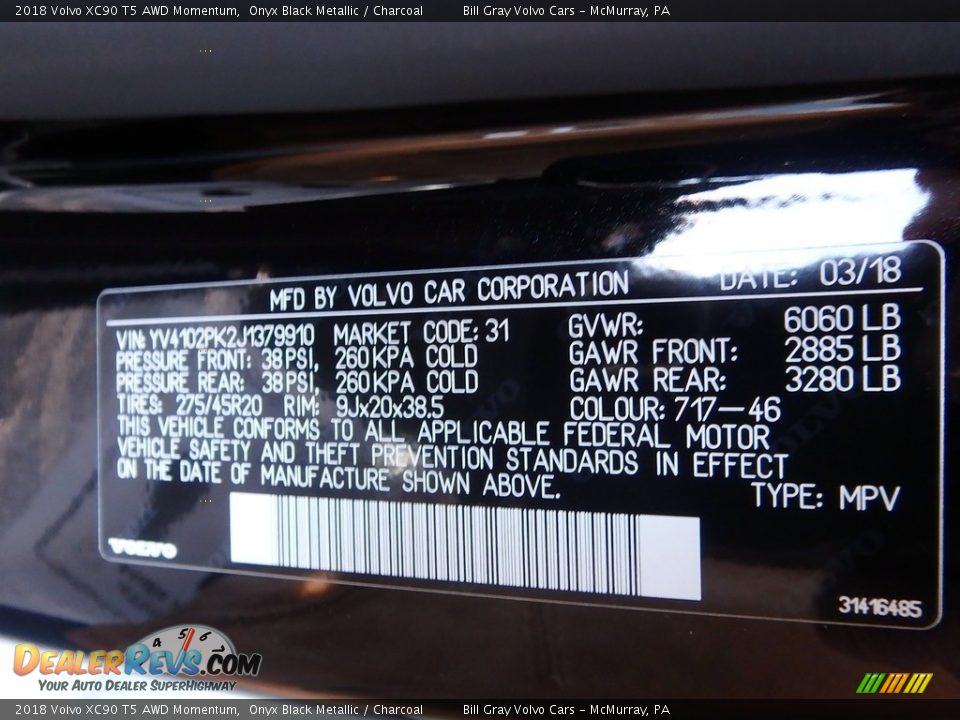 2018 Volvo XC90 T5 AWD Momentum, Onyx Black Metallic / Charcoal Bill Gray Volvo Cars - McMurray, PA
MFD BY VOLVO CAR CORPORATION DATE: 03/18
VIN: YV4102PK2J1379910 MARKET CODE: 31 GVWR: 6060 LB
PRESSURE FRONT: 38 PSI, 260 KPA COLD GAWR FRONT: 2885 LB
PRESSURE REAR: 38 PSI, 260 KPA COLD GAWR REAR: 3280 LB
TIRES: 275/45R20 RIM: 9Jx20x38.5 COLOUR: 717-46
THIS VEHICLE CONFORMS TO ALL APPLICABLE FEDERAL MOTOR
VEHICLE SAFETY AND THEFT PREVENTION STANDARDS IN EFFECT
ON THE DATE OF MANUFACTURE SHOWN ABOVE.
TYPE: MPV
VOLVO
31416485
4 5 6 7
DEALERREVS.COM
YOUR AUTO DEALER SUPERHIGHWAY
2018 Volvo XC90 T5 AWD Momentum, Onyx Black Metallic / Charcoal Bill Gray Volvo Cars - McMurray, PA